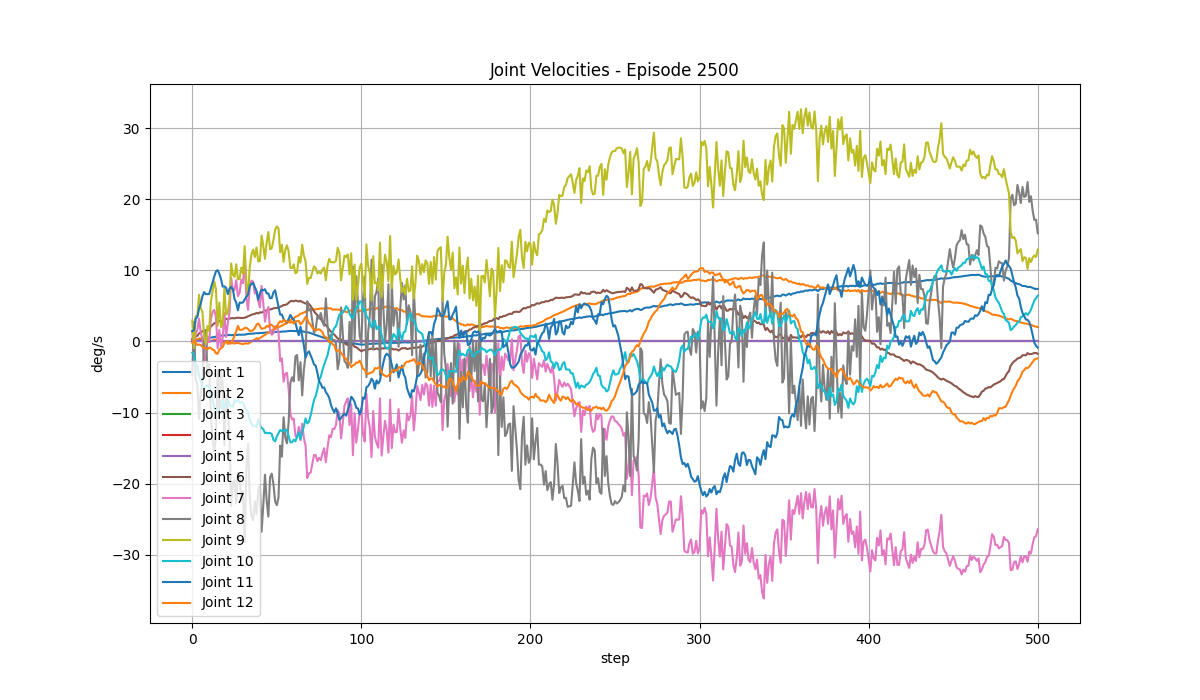 Joint Velocities - Episode 2500
deg/s
30
20
10
0
−10
−20
−30
Joint 1
Joint 2
Joint 3
Joint 4
Joint 5
Joint 6
Joint 7
Joint 8
Joint 9
Joint 10
Joint 11
Joint 12
0 100 200 300 400 500
step